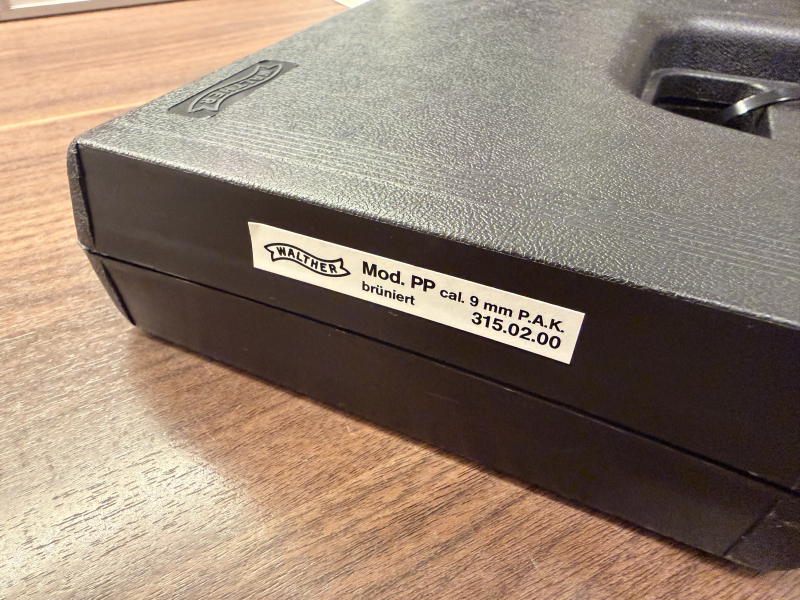 WALTHER
WALTHER
Mod. PP cal. 9 mm P.A.K.
brüniert 315.02.00